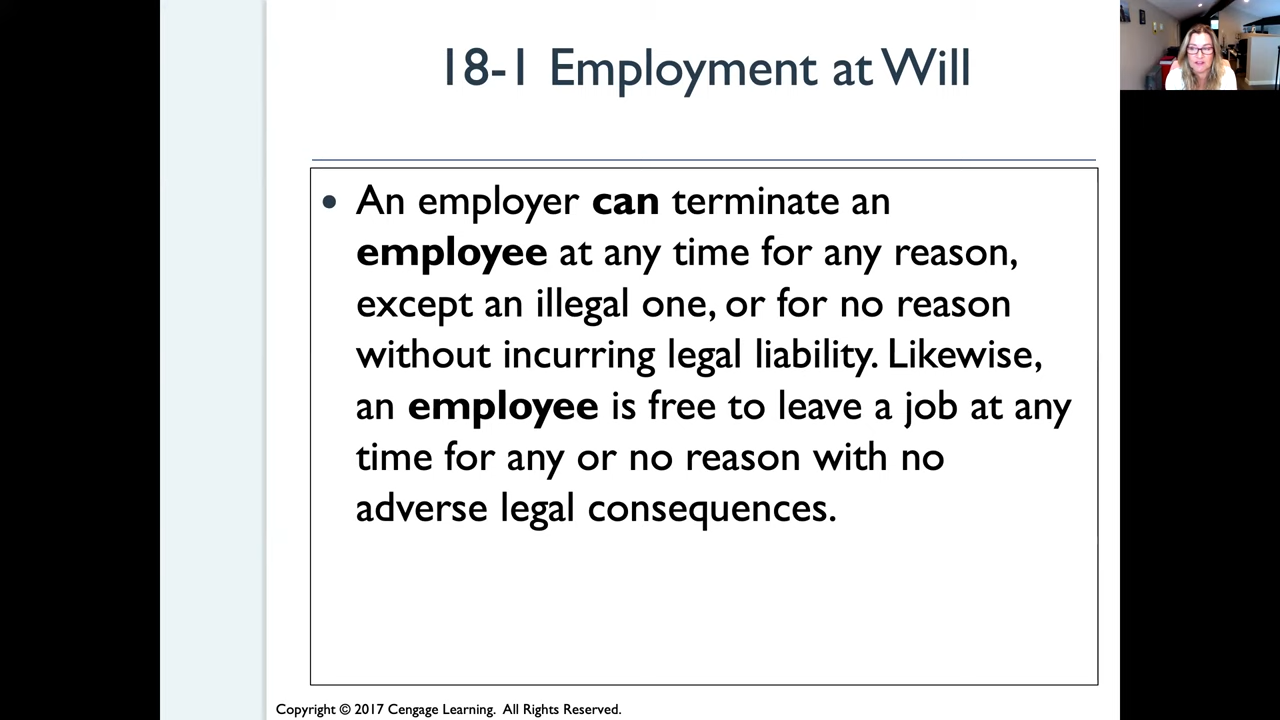 18-1 Employment at Will
• An employer can terminate an
employee at any time for any reason,
except an illegal one, or for no reason
without incurring legal liability. Likewise,
an employee is free to leave a job at any
time for any or no reason with no
adverse legal consequences.
Copyright © 2017 Cengage Learning. All Rights Reserved.